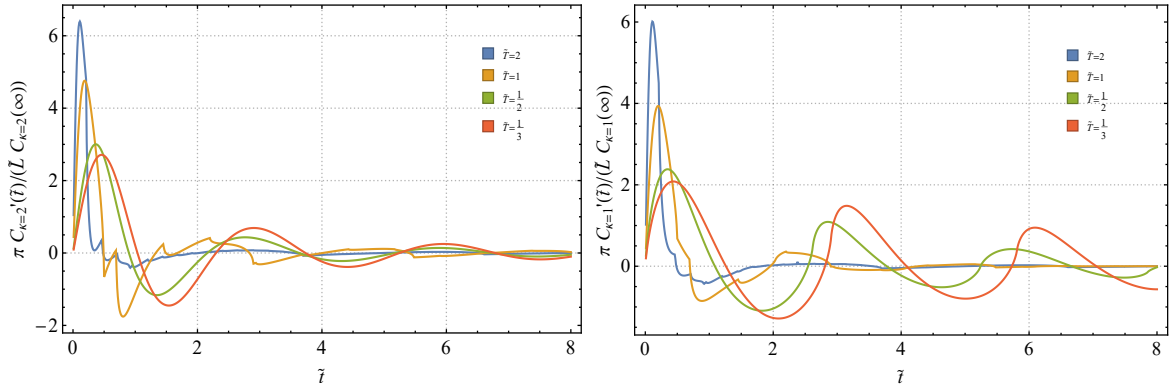 π C_{κ=2}'(t̃)/(L̃ C_{κ=2}(∞))
6
4
2
0
−2
T̃=2
T̃=1
T̃=1/2
T̃=1/3
0 2 4 6 8
t̃
π C_{κ=1}'(t̃)/(L̃ C_{κ=1}(∞))
6
4
2
0
T̃=2
T̃=1
T̃=1/2
T̃=1/3
0 2 4 6 8
t̃